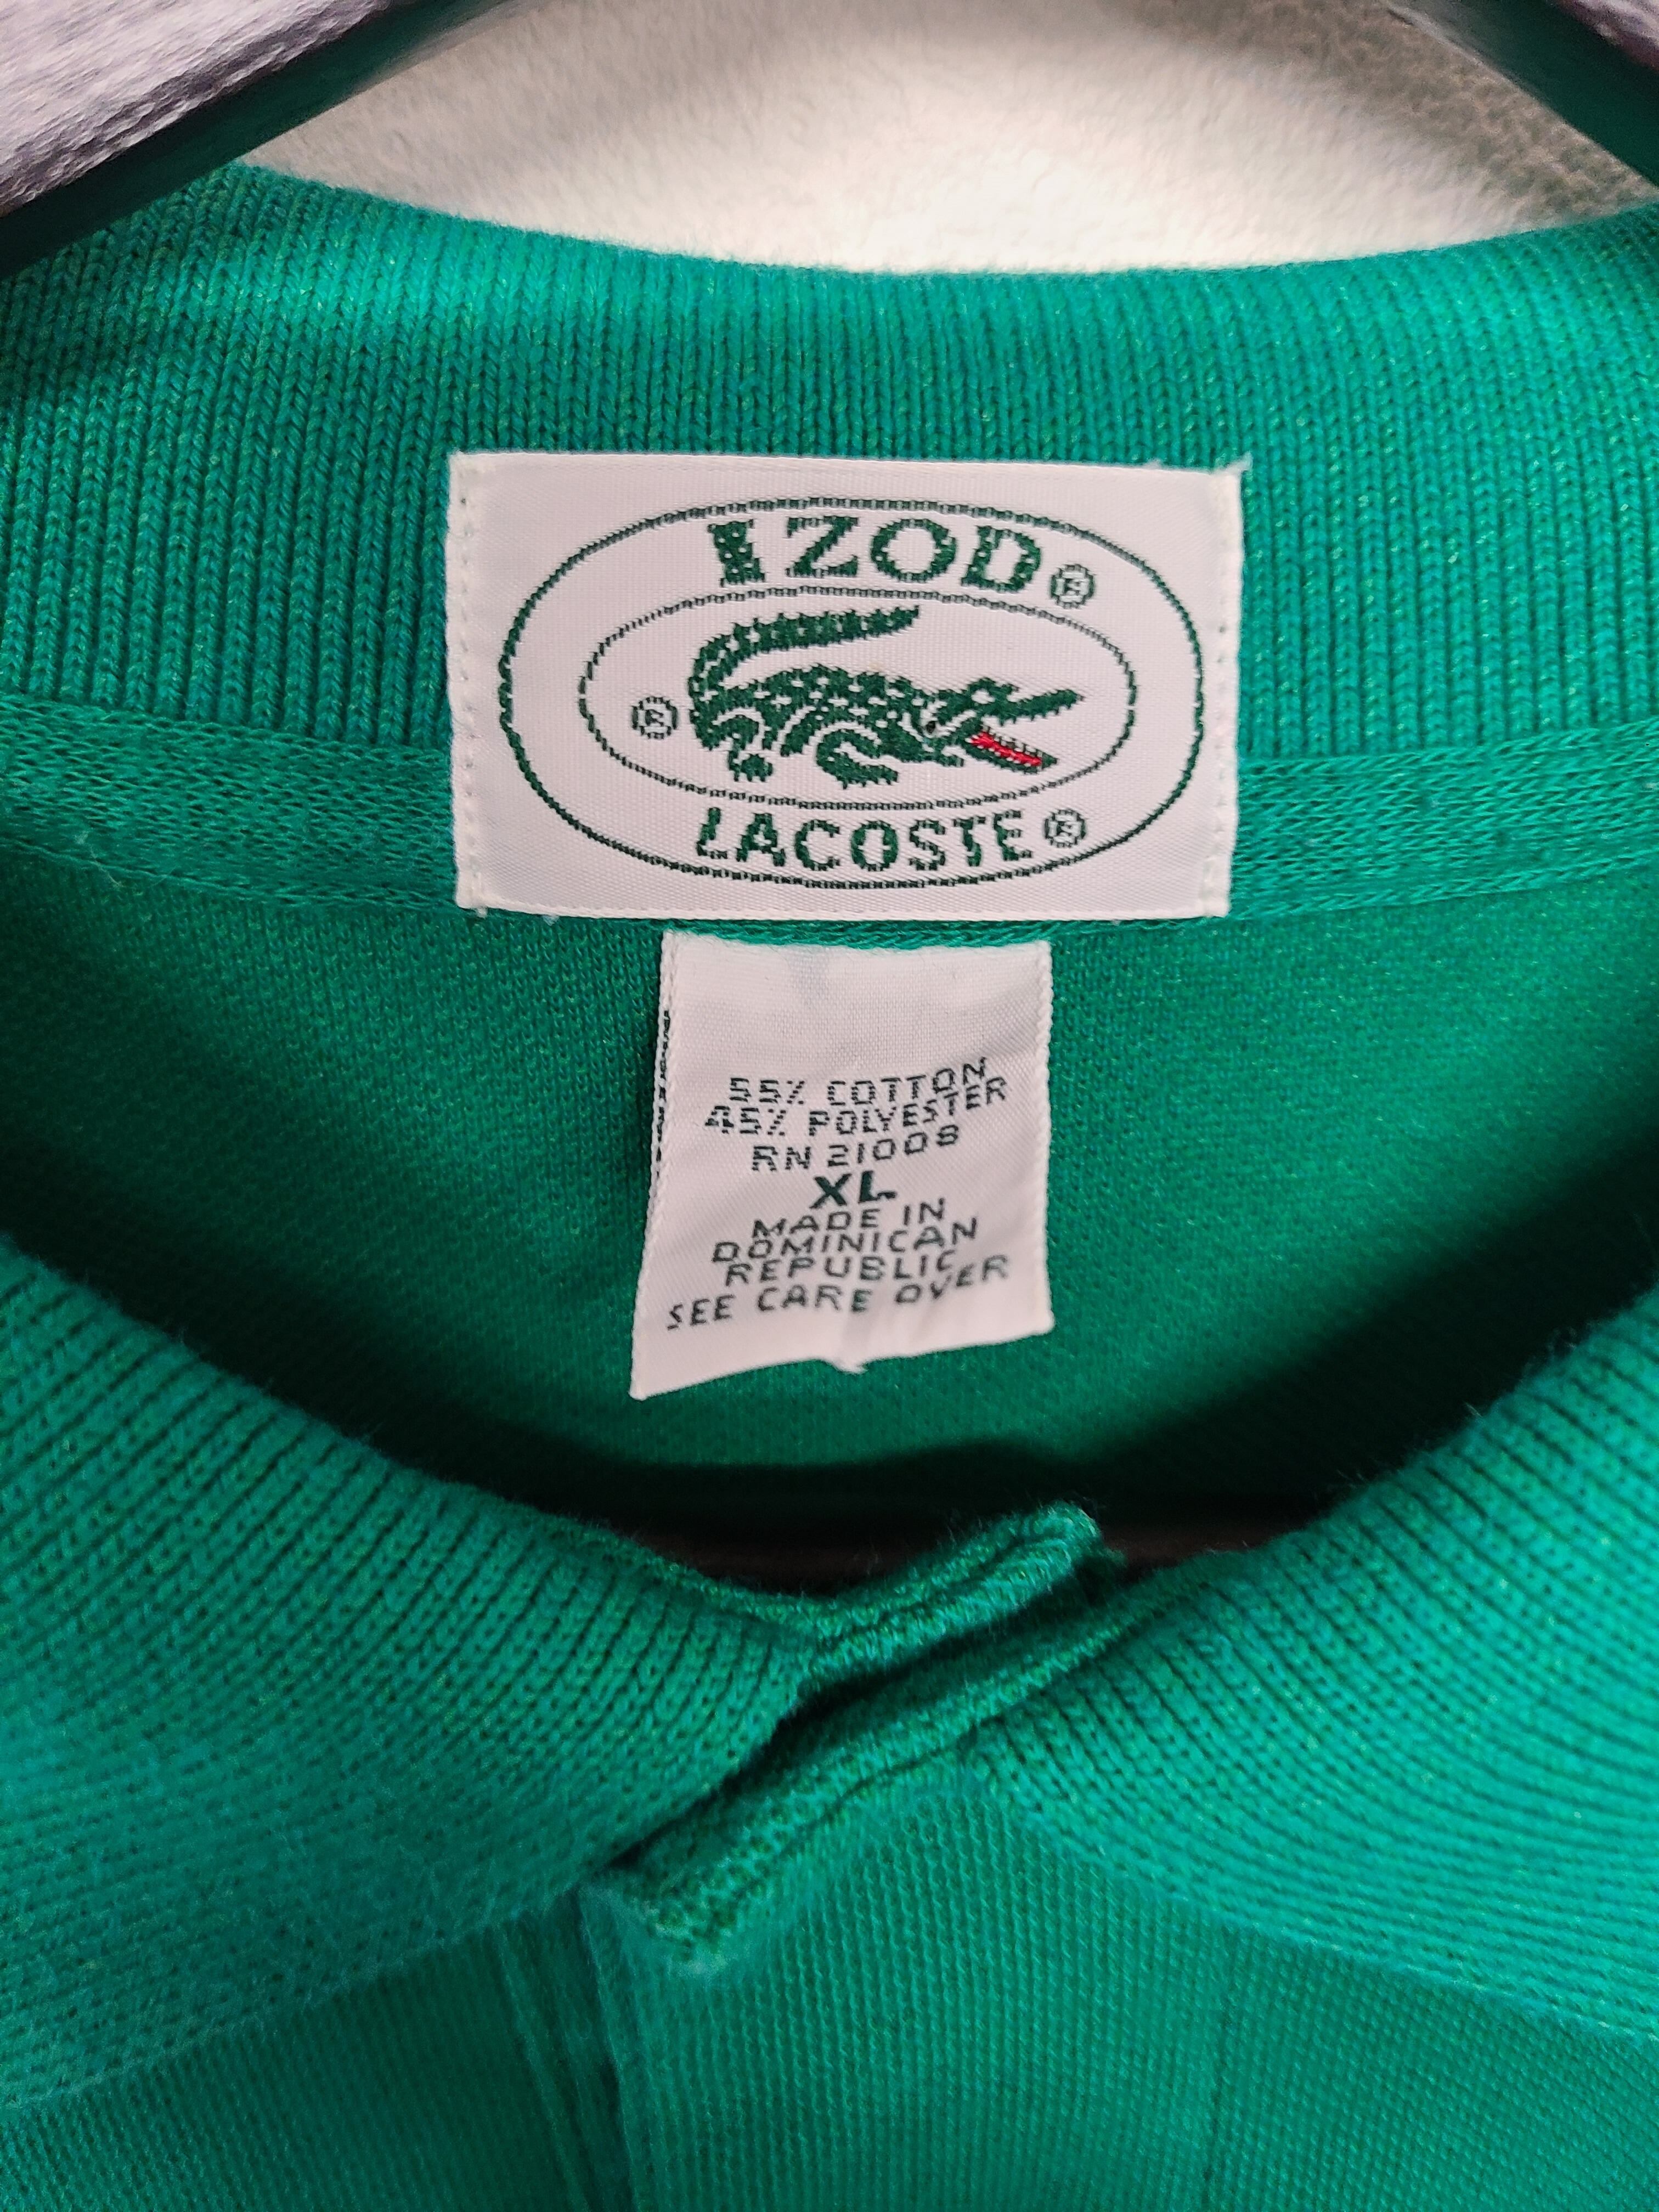 IZOD®
®
LACOSTE®
55% COTTON
45% POLYESTER
RN 21008
XL
MADE IN
DOMINICAN
REPUBLIC
SEE CARE OVER